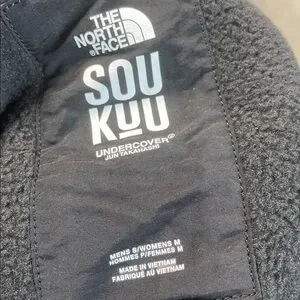 THE
NORTH
FACE
SOU
KUU
UNDERCOVER
JUN TAKAHASHI
MENS S/WOMENS M
HOMMES P/FEMMES M
MADE IN VIETNAM
FABRIQUÉ AU VIETNAM